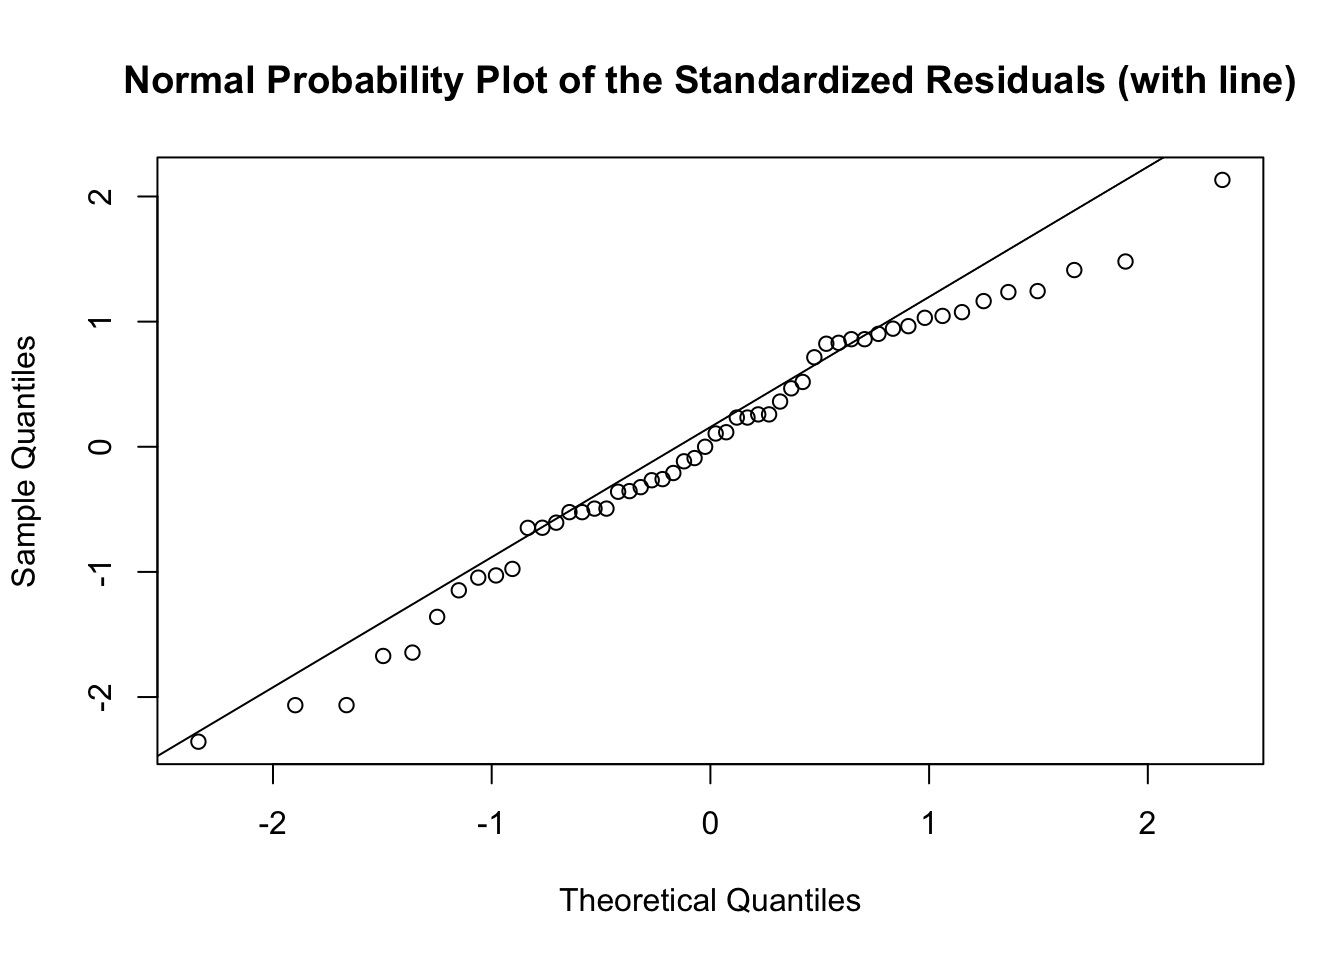 Normal Probability Plot of the Standardized Residuals (with line)
Sample Quantiles
2
1
0
-1
-2
-2 -1 0 1 2
Theoretical Quantiles